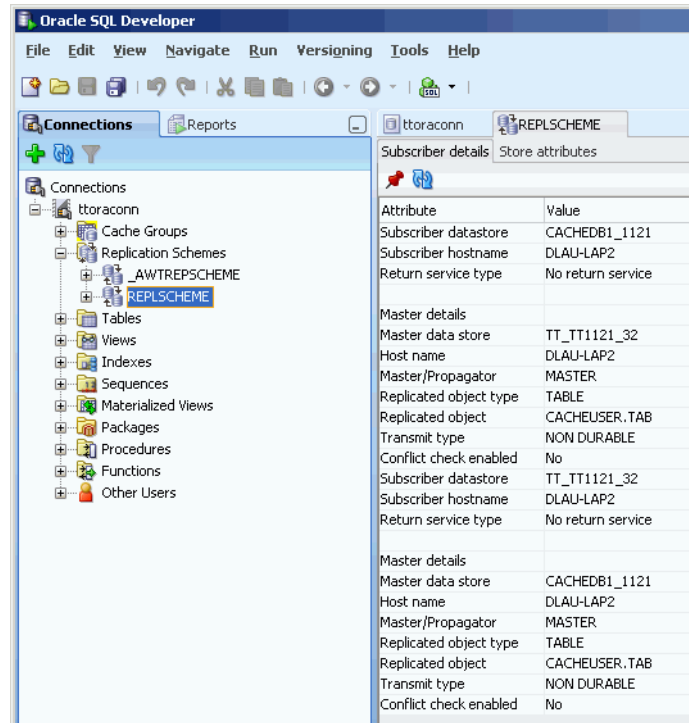 Oracle SQL Developer
File Edit View Navigate Run Versioning Tools Help
SQL
Connections Reports
Connections
ttoraconn
Cache Groups
Replication Schemes
_AWTREPSCHEME
REPLSCHEME
Tables
Views
Indexes
Sequences
Materialized Views
Packages
Procedures
Functions
Other Users
ttoraconn REPLSCHEME
Subscriber details Store attributes
Attribute Value
Subscriber datastore CACHEDB1_1121
Subscriber hostname DLAU-LAP2
Return service type No return service
Master details
Master data store TT_TT1121_32
Host name DLAU-LAP2
Master/Propagator MASTER
Replicated object type TABLE
Replicated object CACHEUSER.TAB
Transmit type NON DURABLE
Conflict check enabled No
Subscriber datastore TT_TT1121_32
Subscriber hostname DLAU-LAP2
Return service type No return service
Master details
Master data store CACHEDB1_1121
Host name DLAU-LAP2
Master/Propagator MASTER
Replicated object type TABLE
Replicated object CACHEUSER.TAB
Transmit type NON DURABLE
Conflict check enabled No